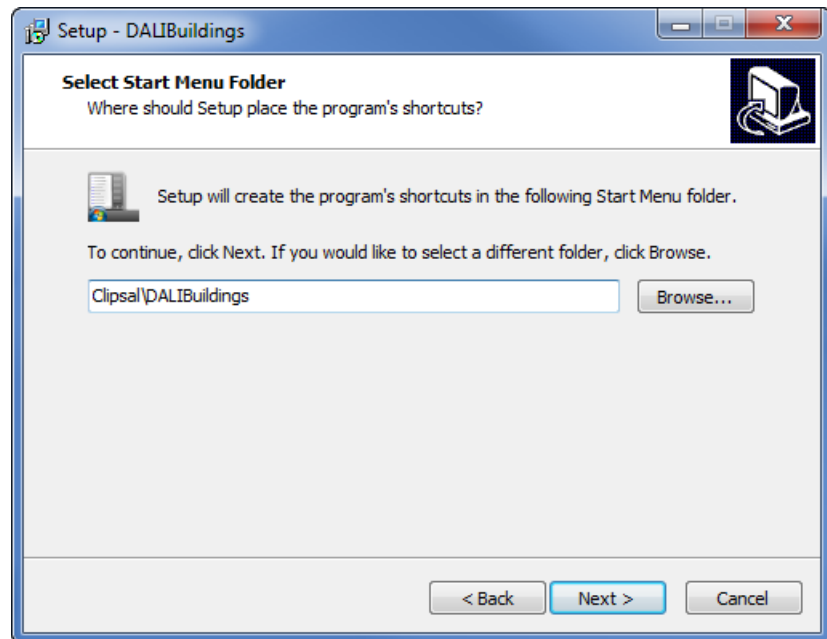 Setup - DALIBuildings
Select Start Menu Folder
Where should Setup place the program's shortcuts?
Setup will create the program's shortcuts in the following Start Menu folder.
To continue, click Next. If you would like to select a different folder, click Browse.
Clipsal\DALIBuildings
Browse...
< Back
Next >
Cancel